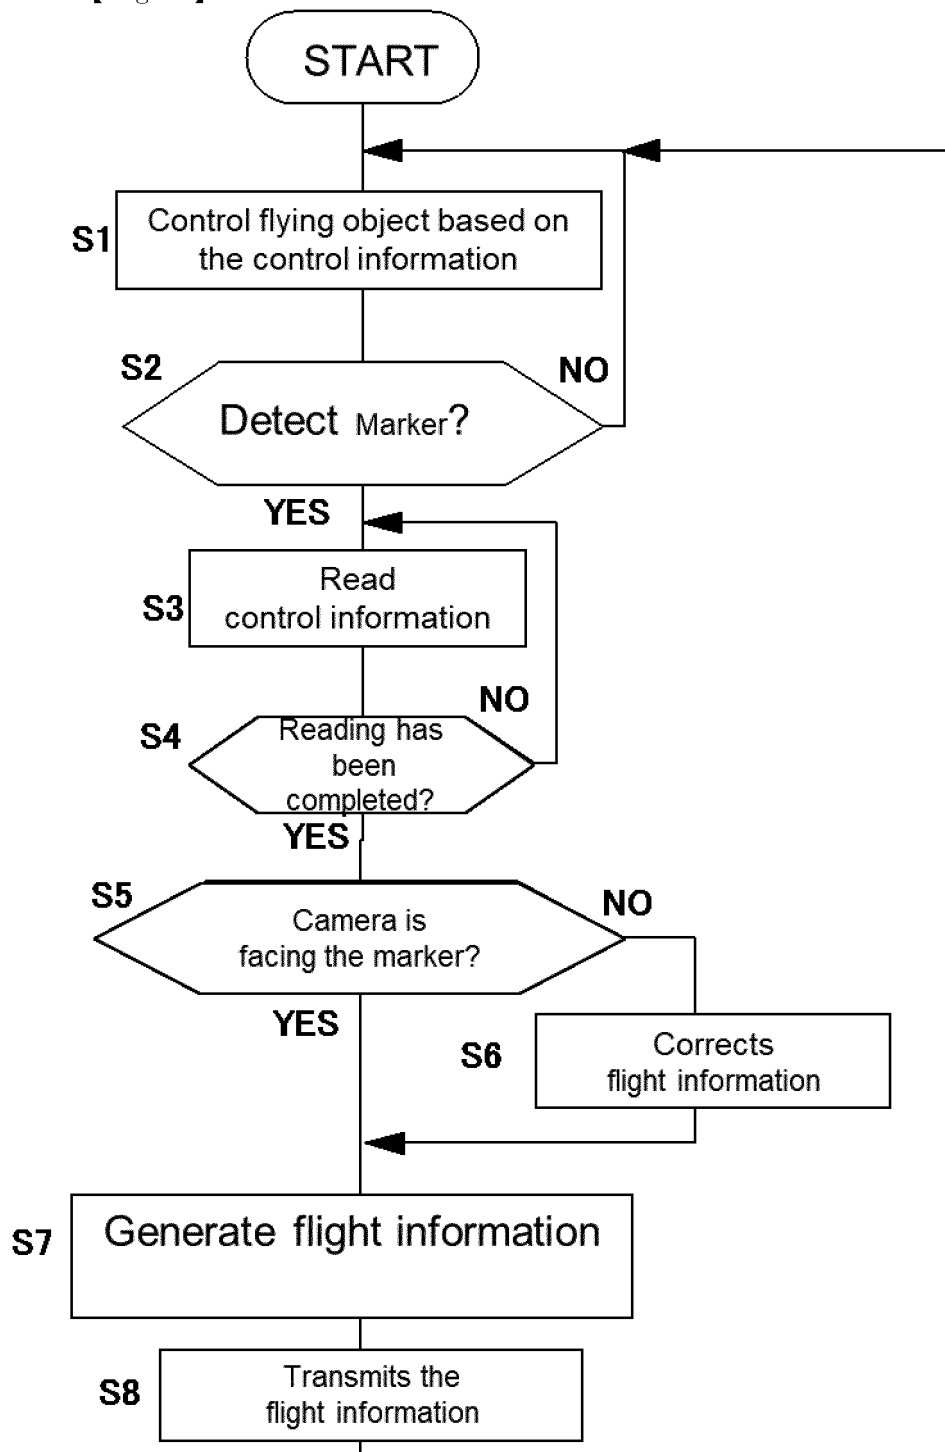 START
S1
Control flying object based on
the control information
S2
NO
Detect Marker?
YES
Read
control information
S3
NO
S4
Reading has
been
completed?
YES
S5
NO
Camera is
facing the marker?
YES
S6
Corrects
flight information
S7
Generate flight information
S8
Transmits the
flight information